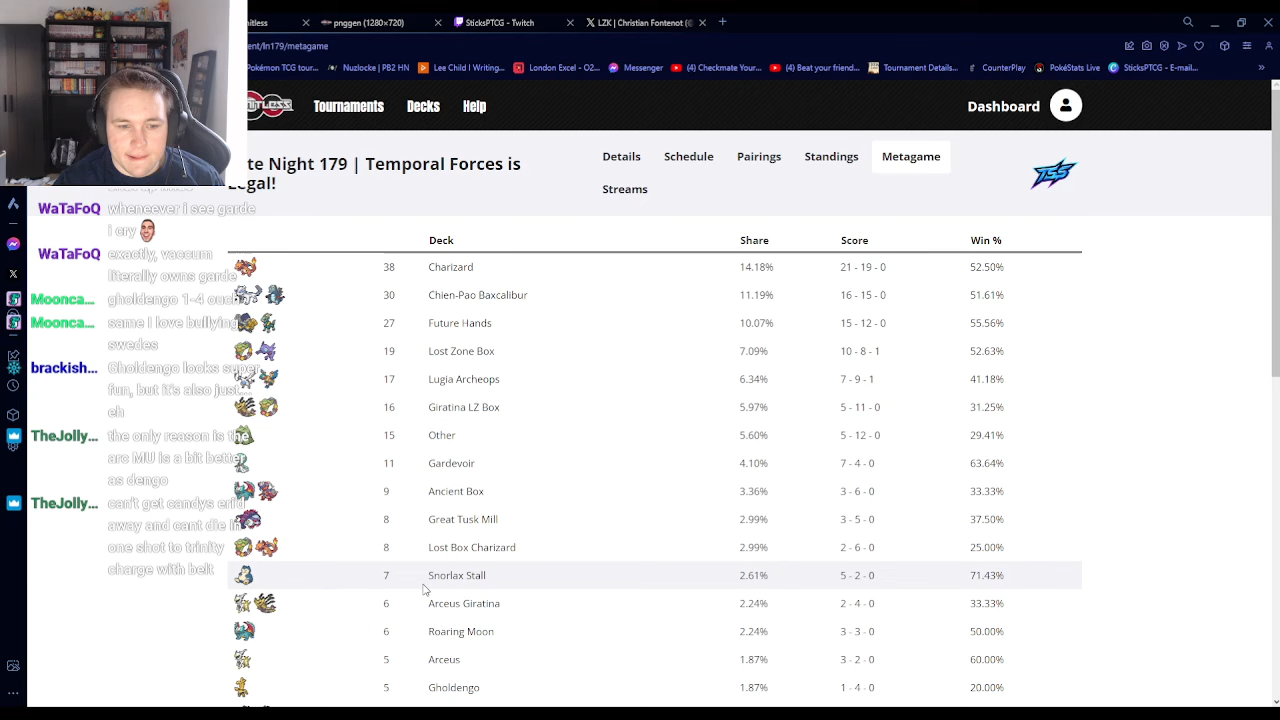 nitless
pnggen (1280×720)
SticksPTCG - Twitch
LZK | Christian Fontenot (@
ent/ln179/metagame
Pokémon TCG tour...
Nuzlocke | PB2 HN
Lee Child | Writing...
London Excel - O2...
Messenger
(4) Checkmate Your...
(4) Beat your friend...
Tournament Details...
CounterPlay
PokéStats Live
SticksPTCG - E-mail...
Tournaments
Decks
Help
Dashboard
te Night 179 | Temporal Forces is
Legal!
Details
Schedule
Pairings
Standings
Metagame
Streams
TSS
WaTaFoQ wheneever i see garde
i cry
WaTaFoQ exactly, vaccum
literally owns garde
Moonca... gholdengo 1-4 ouch
Moonca... same I love bullying
swedes
brackish... Gholdengo looks super
fun, but it's also just...
eh
TheJolly... the only reason is the
arc MU is a bit better
as dengo
TheJolly... can't get candys erid
away and cant die in
one shot to trinity
charge with belt
Deck Share Score Win %
38 Charizard 14.18% 21 - 19 - 0 52.50%
30 Chien-Pao Baxcalibur 11.19% 16 - 15 - 0 51.61%
27 Future Hands 10.07% 15 - 12 - 0 55.56%
19 Lost Zone Box 7.09% 10 - 8 - 1 52.63%
17 Lugia Archeops 6.34% 7 - 9 - 1 41.18%
16 Giratina LZ Box 5.97% 5 - 11 - 0 31.25%
15 Other 5.60% 5 - 12 - 0 29.41%
11 Gardevoir 4.10% 7 - 4 - 0 63.64%
9 Ancient Box 3.36% 3 - 6 - 0 33.33%
8 Great Tusk Mill 2.99% 3 - 5 - 0 37.50%
8 Lost Box Charizard 2.99% 2 - 6 - 0 25.00%
7 Snorlax Stall 2.61% 5 - 2 - 0 71.43%
6 Arceus Giratina 2.24% 2 - 4 - 0 33.33%
6 Roaring Moon 2.24% 3 - 3 - 0 50.00%
5 Arceus 1.87% 3 - 2 - 0 60.00%
5 Gholdengo 1.87% 1 - 4 - 0 20.00%